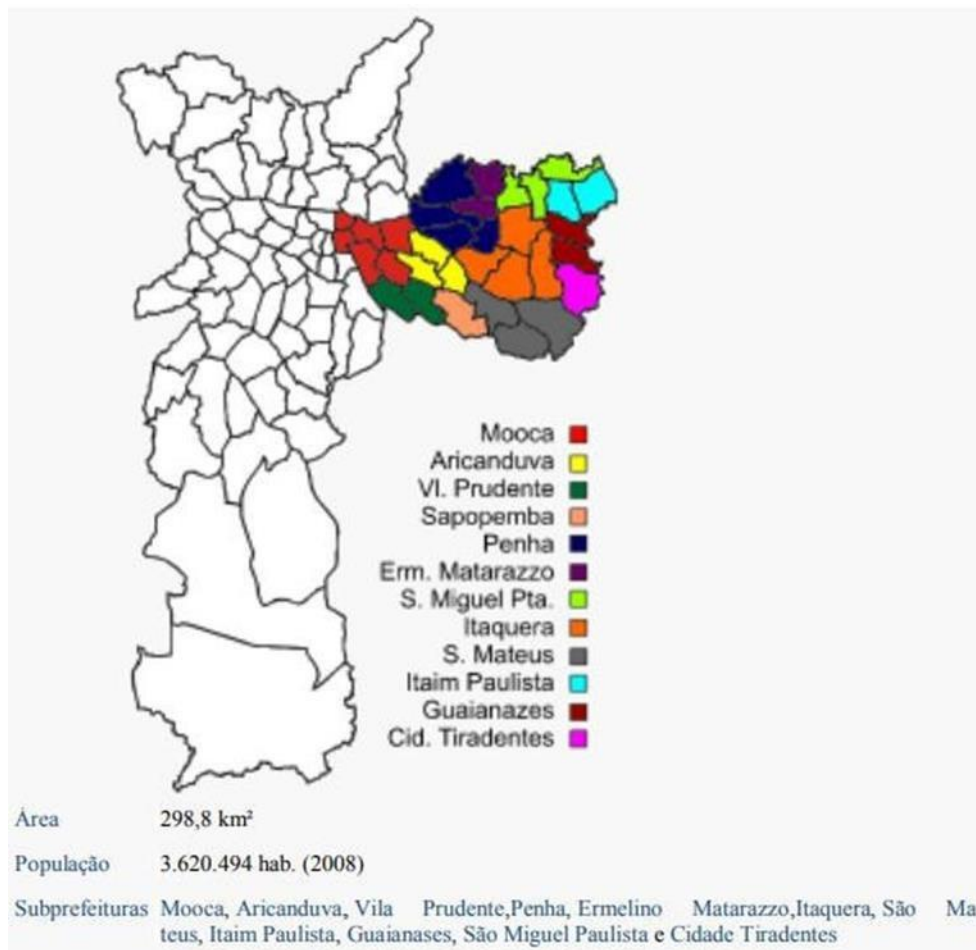 Mooca
Aricanduva
Vl. Prudente
Sapopemba
Penha
Erm. Matarazzo
S. Miguel Pta.
Itaquera
S. Mateus
Itaim Paulista
Guaianazes
Cid. Tiradentes
Área 298,8 km²
População 3.620.494 hab. (2008)
Subprefeituras Mooca, Aricanduva, Vila Prudente,Penha, Ermelino Matarazzo,Itaquera, São Ma
teus, Itaim Paulista, Guaianases, São Miguel Paulista e Cidade Tiradentes